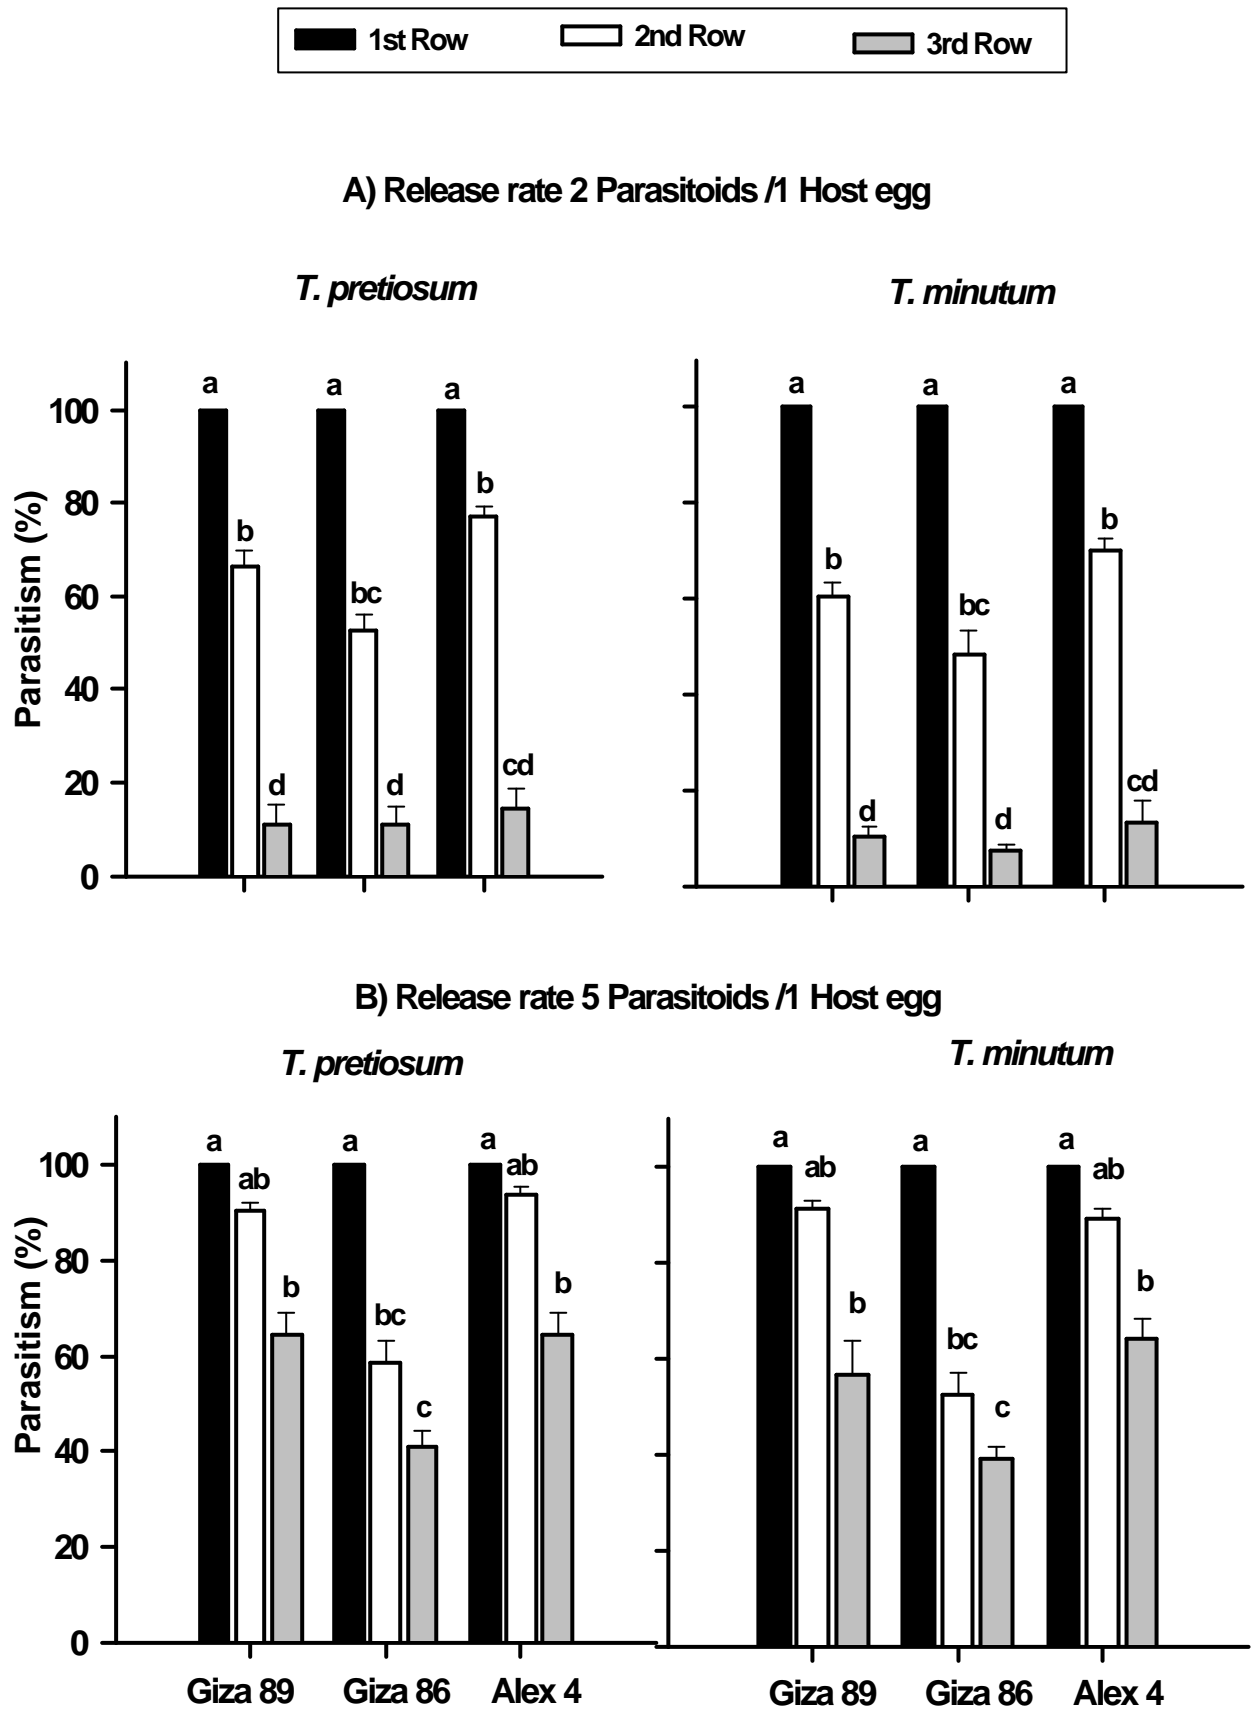 1st Row 2nd Row 3rd Row
A) Release rate 2 Parasitoids /1 Host egg
T. pretiosum T. minutum
Parasitism (%)
100
80
60
40
20
0
a a a
b bc b
d d cd
a a a
b bc b
d d cd
B) Release rate 5 Parasitoids /1 Host egg
T. pretiosum T. minutum
Parasitism (%)
100
80
60
40
20
0
a ab b a bc c a ab b
a ab b a bc c a ab b
Giza 89 Giza 86 Alex 4 Giza 89 Giza 86 Alex 4